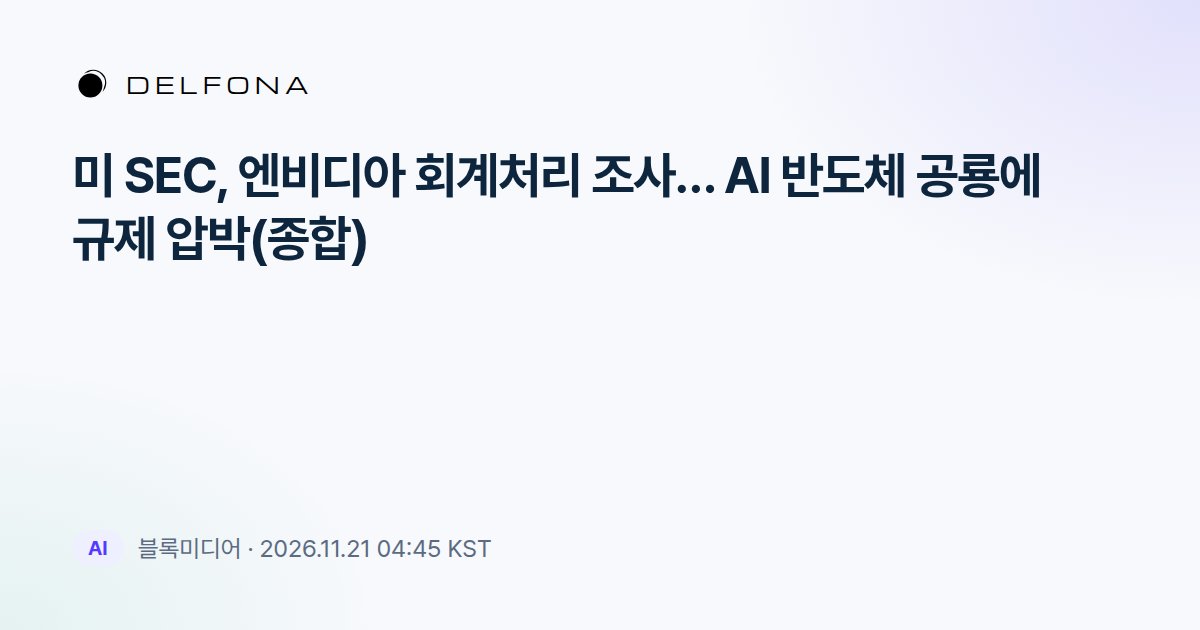 DELFONA
미 SEC, 엔비디아 회계처리 조사… AI 반도체 공룡에
규제 압박(종합)
AI 블록미디어 · 2026.11.21 04:45 KST